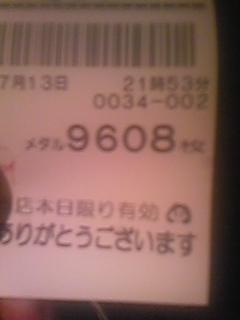 7月13日 21時53分
0034-002
メダル 9608 枚
店本日限り有効
ありがとうございます